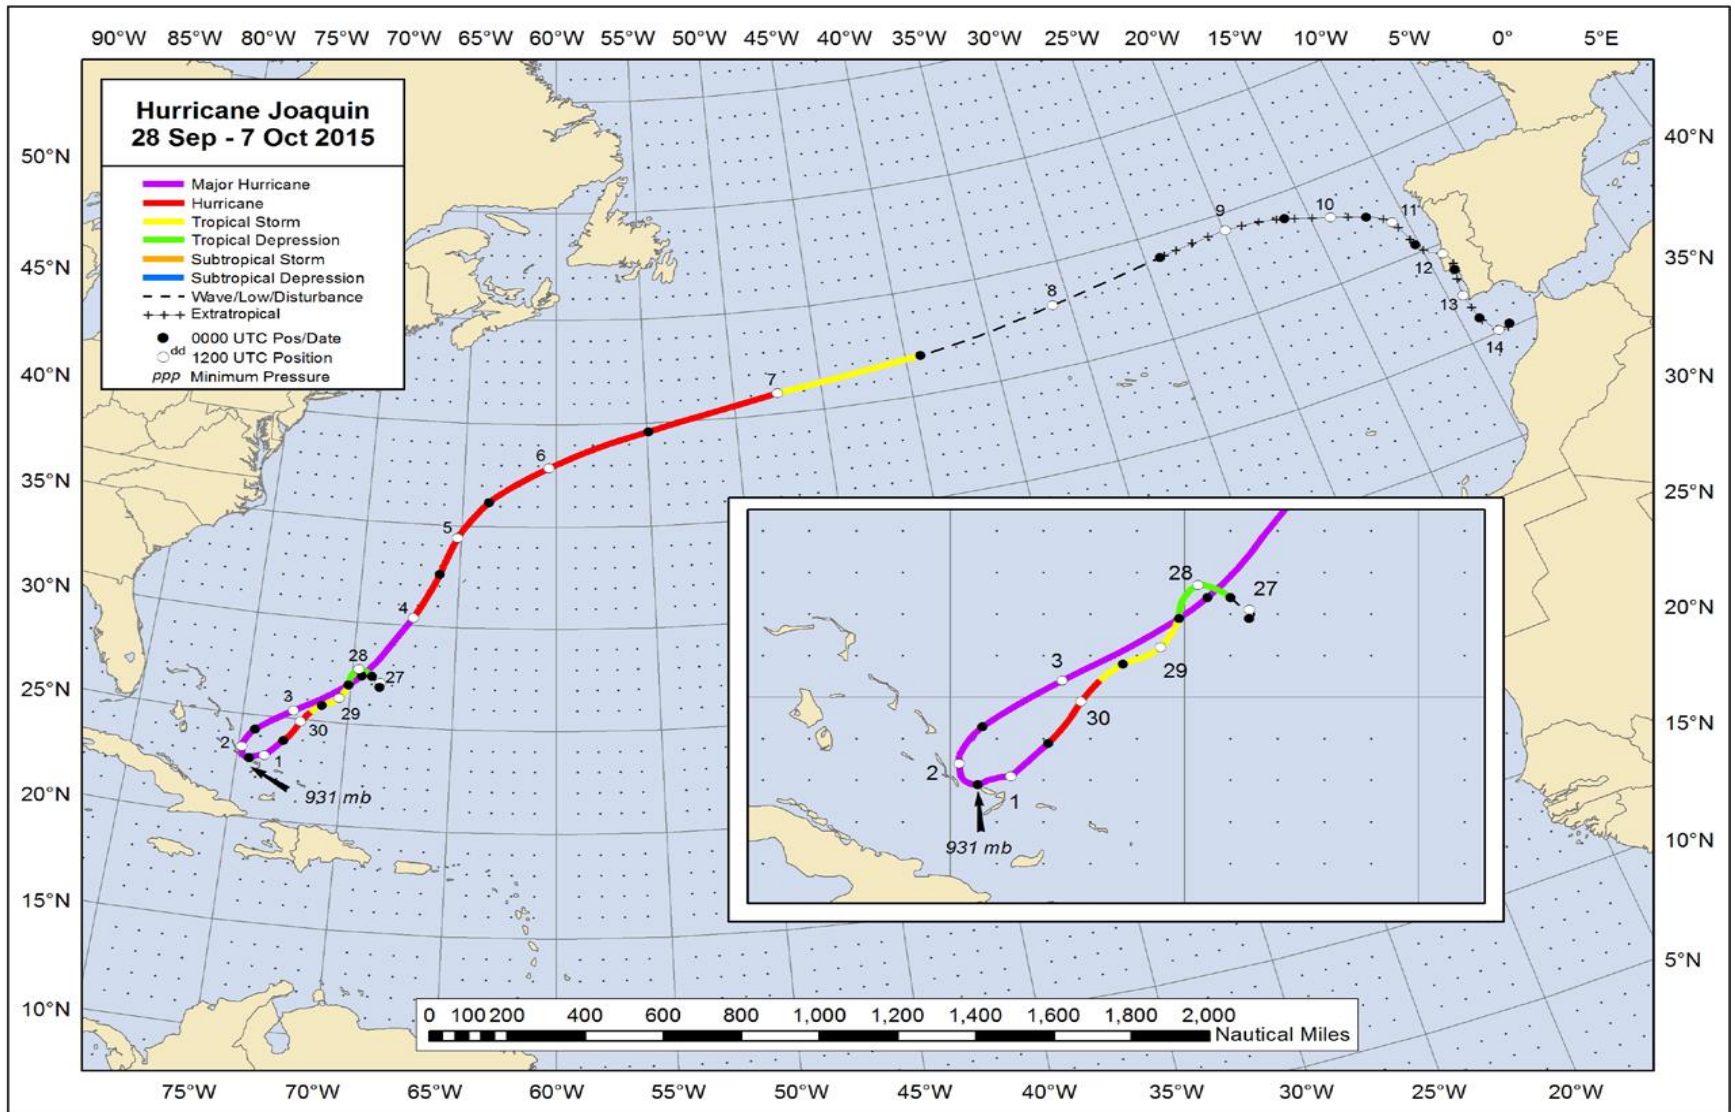 90°W 85°W 80°W 75°W 70°W 65°W 60°W 55°W 50°W 45°W 40°W 35°W 30°W 25°W 20°W 15°W 10°W 5°W 0° 5°E
Hurricane Joaquin
28 Sep - 7 Oct 2015
Major Hurricane
Hurricane
Tropical Storm
Tropical Depression
Subtropical Storm
Subtropical Depression
Wave/Low/Disturbance
Extratropical
0000 UTC Pos/Date
dd 1200 UTC Position
ppp Minimum Pressure
50°N
45°N
40°N
35°N
30°N
25°N
20°N
15°N
10°N
40°N
35°N
30°N
25°N
20°N
15°N
10°N
5°N
9
10
11
12
13
14
8
7
6
5
4
28
27
3
29
30
2
1
931 mb
28
27
3
29
30
2
1
931 mb
0 100 200 400 600 800 1,000 1,200 1,400 1,600 1,800 2,000
Nautical Miles
75°W 70°W 65°W 60°W 55°W 50°W 45°W 40°W 35°W 30°W 25°W 20°W